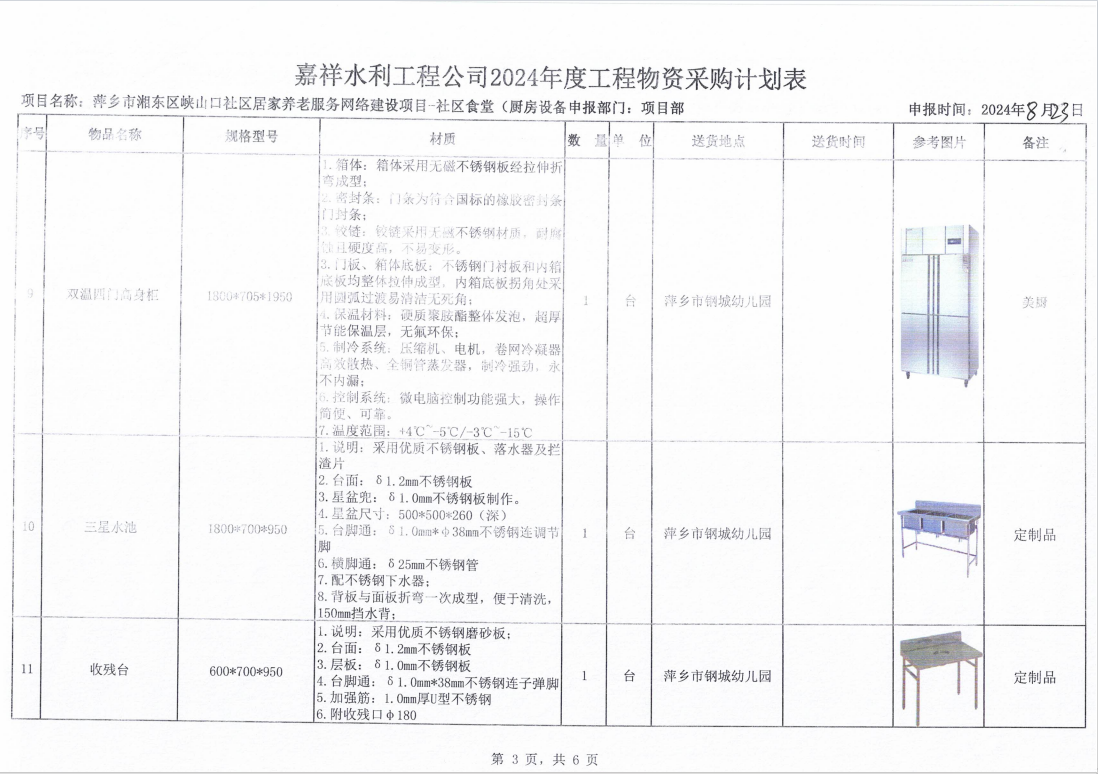 嘉祥水利工程公司2024年度工程物资采购计划表
项目名称：萍乡市湘东区峡山口社区居家养老服务网络建设项目-社区食堂（厨房设备申报部门：项目部
申报时间：2024年8月23日
序号 物品名称 规格型号 材质 数 量 单 位 送货地点 送货时间 参考图片 备注
9 双温四门高身柜 1800*705*1950
1.箱体：箱体采用无磁不锈钢板经拉伸折
弯成型；
2.密封条：门条为符合国标的橡胶密封条
门封条；
3.铰链：铰链采用无磁不锈钢材质，耐腐
蚀且硬度高，不易变形。
3.门板、箱体底板：不锈钢门衬板和内箱
底板均整体拉伸成型，内箱底板拐角处采
用圆弧过渡易清洁无死角；
4.保温材料：硬质聚胺酯整体发泡，超厚
节能保温层，无氟环保；
5.制冷系统：压缩机、电机，卷网冷凝器
高效散热、全铜管蒸发器，制冷强劲，永
不内漏；
6.控制系统：微电脑控制功能强大，操作
简便、可靠。
7.温度范围：+4℃~-5℃/-3℃~-15℃
1 台 萍乡市钢城幼儿园 美厨
10 三星水池 1800*700*950
1.说明：采用优质不锈钢板、落水器及拦
渣片
2.台面：δ1.2mm不锈钢板
3.星盆兜：δ1.0mm不锈钢板制作。
4.星盆尺寸：500*500*260（深）
5.台脚通：δ1.0mm*φ38mm不锈钢连调节
脚
6.横脚通：δ25mm不锈钢管
7.配不锈钢下水器；
8.背板与面板折弯一次成型，便于清洗，
150mm挡水背；
1 台 萍乡市钢城幼儿园 定制品
11 收残台 600*700*950
1.说明：采用优质不锈钢磨砂板；
2.台面：δ1.2mm不锈钢板
3.层板：δ1.0mm不锈钢板
4.台脚通：δ1.0mm*38mm不锈钢连子弹脚
5.加强筋：1.0mm厚U型不锈钢
6.附收残口φ180
1 台 萍乡市钢城幼儿园 定制品
第 3 页，共 6 页